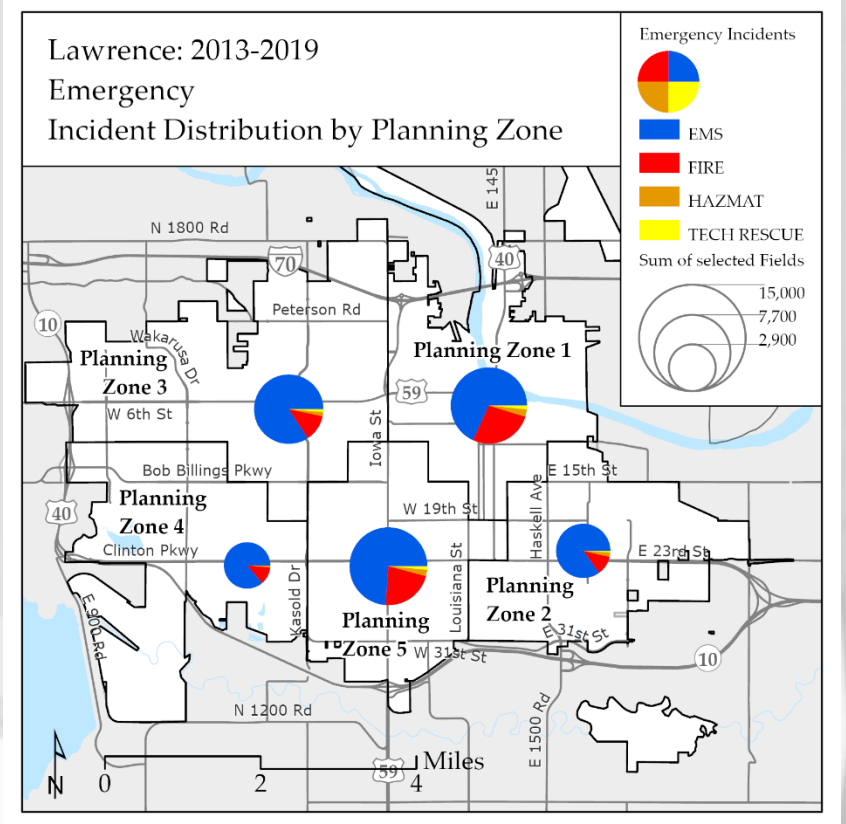 Lawrence: 2013-2019
Emergency
Incident Distribution by Planning Zone
Emergency Incidents
EMS
FIRE
HAZMAT
TECH RESCUE
Sum of selected Fields
15,000
7,700
2,900
E 145
N 1800 Rd
70
40
Peterson Rd
10
Wakarusa Dr
Planning
Zone 3
Planning Zone 1
59
W 6th St
Iowa St
Bob Billings Pkwy
E 15th St
Planning
Zone 4
40
W 19th St
Haskell Ave
Clinton Pkwy
E 23rd St
Kasold Dr
Louisiana St
Planning
Zone 2
E 900 Rd
Planning
Zone 5
E 31st St
W 31st St
10
N 1200 Rd
E 1500 Rd
N
Miles
0
2
59
4